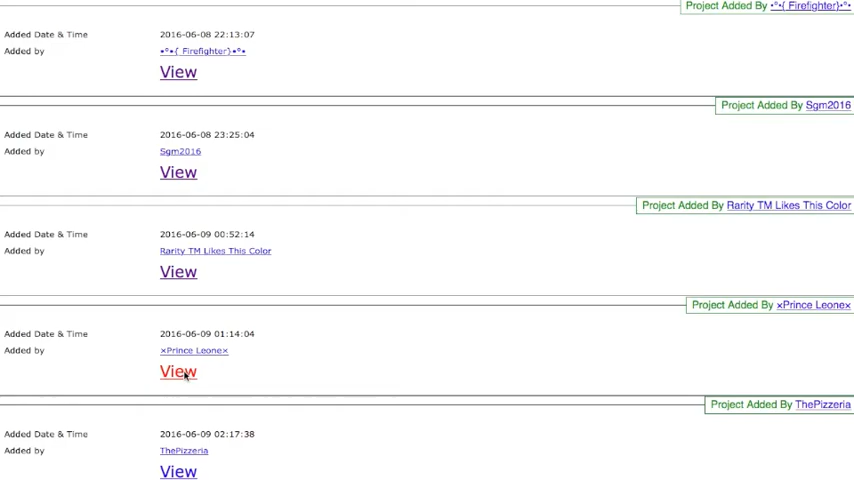 Project Added By •°•{ Firefighter}•°•
Added Date & Time 2016-06-08 22:13:07
Added by •°•{ Firefighter}•°•
View
Project Added By Sgm2016
Added Date & Time 2016-06-08 23:25:04
Added by Sgm2016
View
Project Added By Rarity TM Likes This Color
Added Date & Time 2016-06-09 00:52:14
Added by Rarity TM Likes This Color
View
Project Added By ×Prince Leone×
Added Date & Time 2016-06-09 01:14:04
Added by ×Prince Leone×
View
Project Added By ThePizzeria
Added Date & Time 2016-06-09 02:17:38
Added by ThePizzeria
View